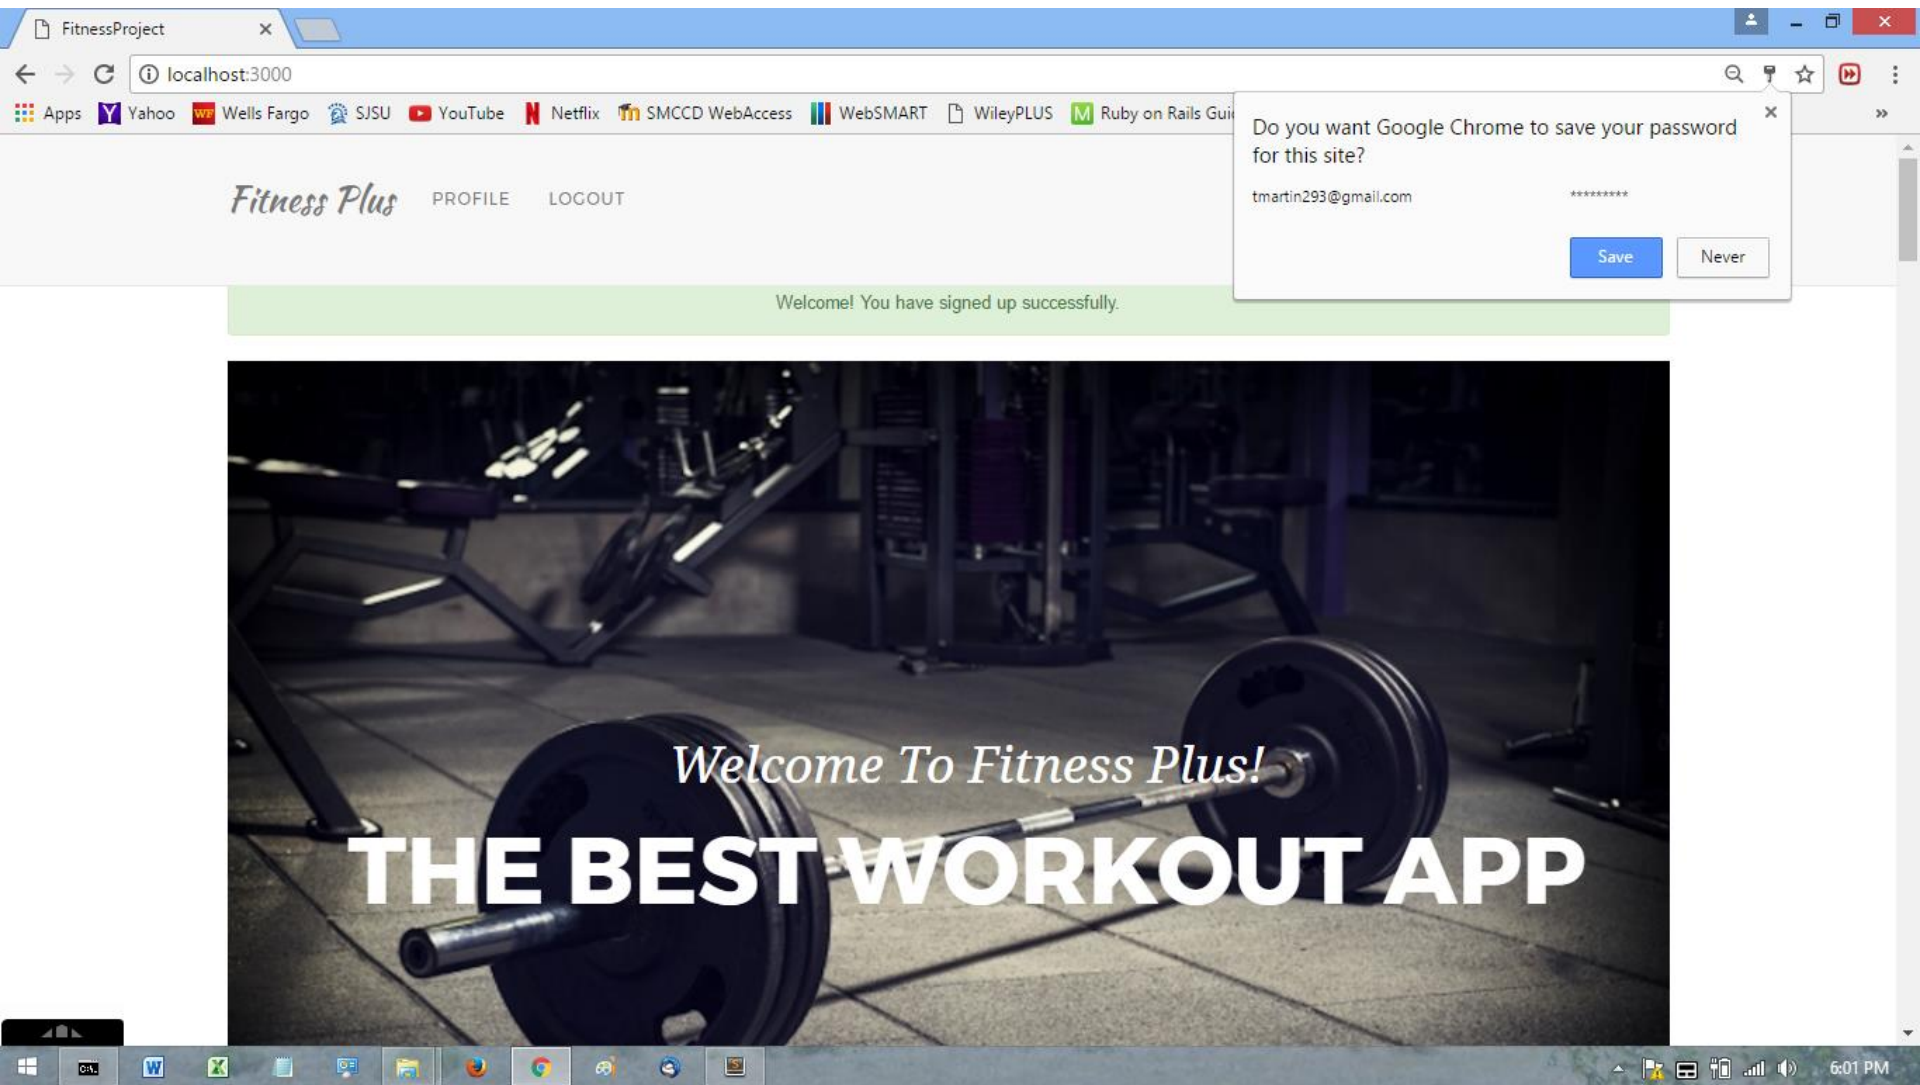 FitnessProject
localhost:3000
Apps Yahoo Wells Fargo SJSU YouTube Netflix SMCCD WebAccess WebSMART WileyPLUS Ruby on Rails Gui
Do you want Google Chrome to save your password
for this site?
tmartin293@gmail.com *********
Save Never
Fitness Plus PROFILE LOGOUT
Welcome! You have signed up successfully.
Welcome To Fitness Plus!
THE BEST WORKOUT APP
6:01 PM